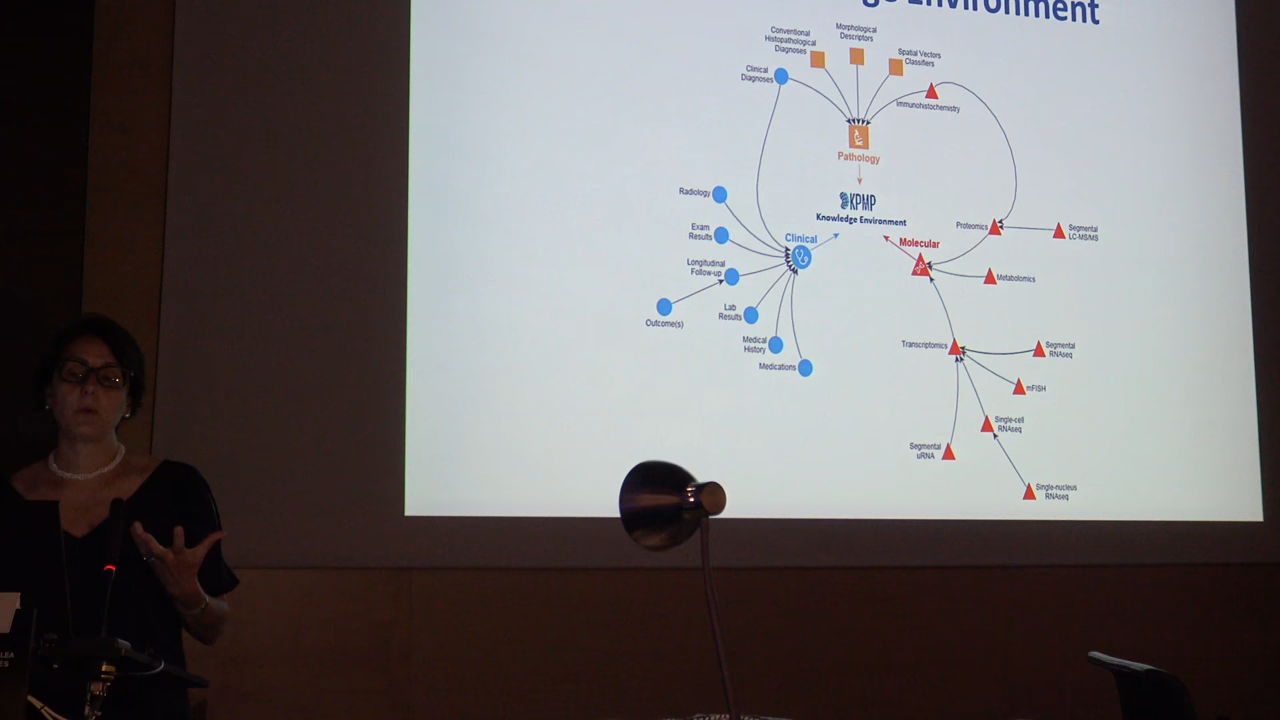 Environment
Conventional
Histopathological
Diagnoses
Morphological
Descriptors
Spatial Vectors
Classifiers
Clinical
Diagnoses
Immunohistochemistry
Pathology
Radiology
KPMP
Knowledge Environment
Exam
Results
Clinical
Proteomics
Segmental
LC-MS/MS
Molecular
Longitudinal
Follow-up
Metabolomics
Outcome(s)
Lab
Results
Medical
History
Medications
Transcriptomics
Segmental
RNAseq
mFISH
Single-cell
RNAseq
Segmental
uRNA
Single-nucleus
RNAseq